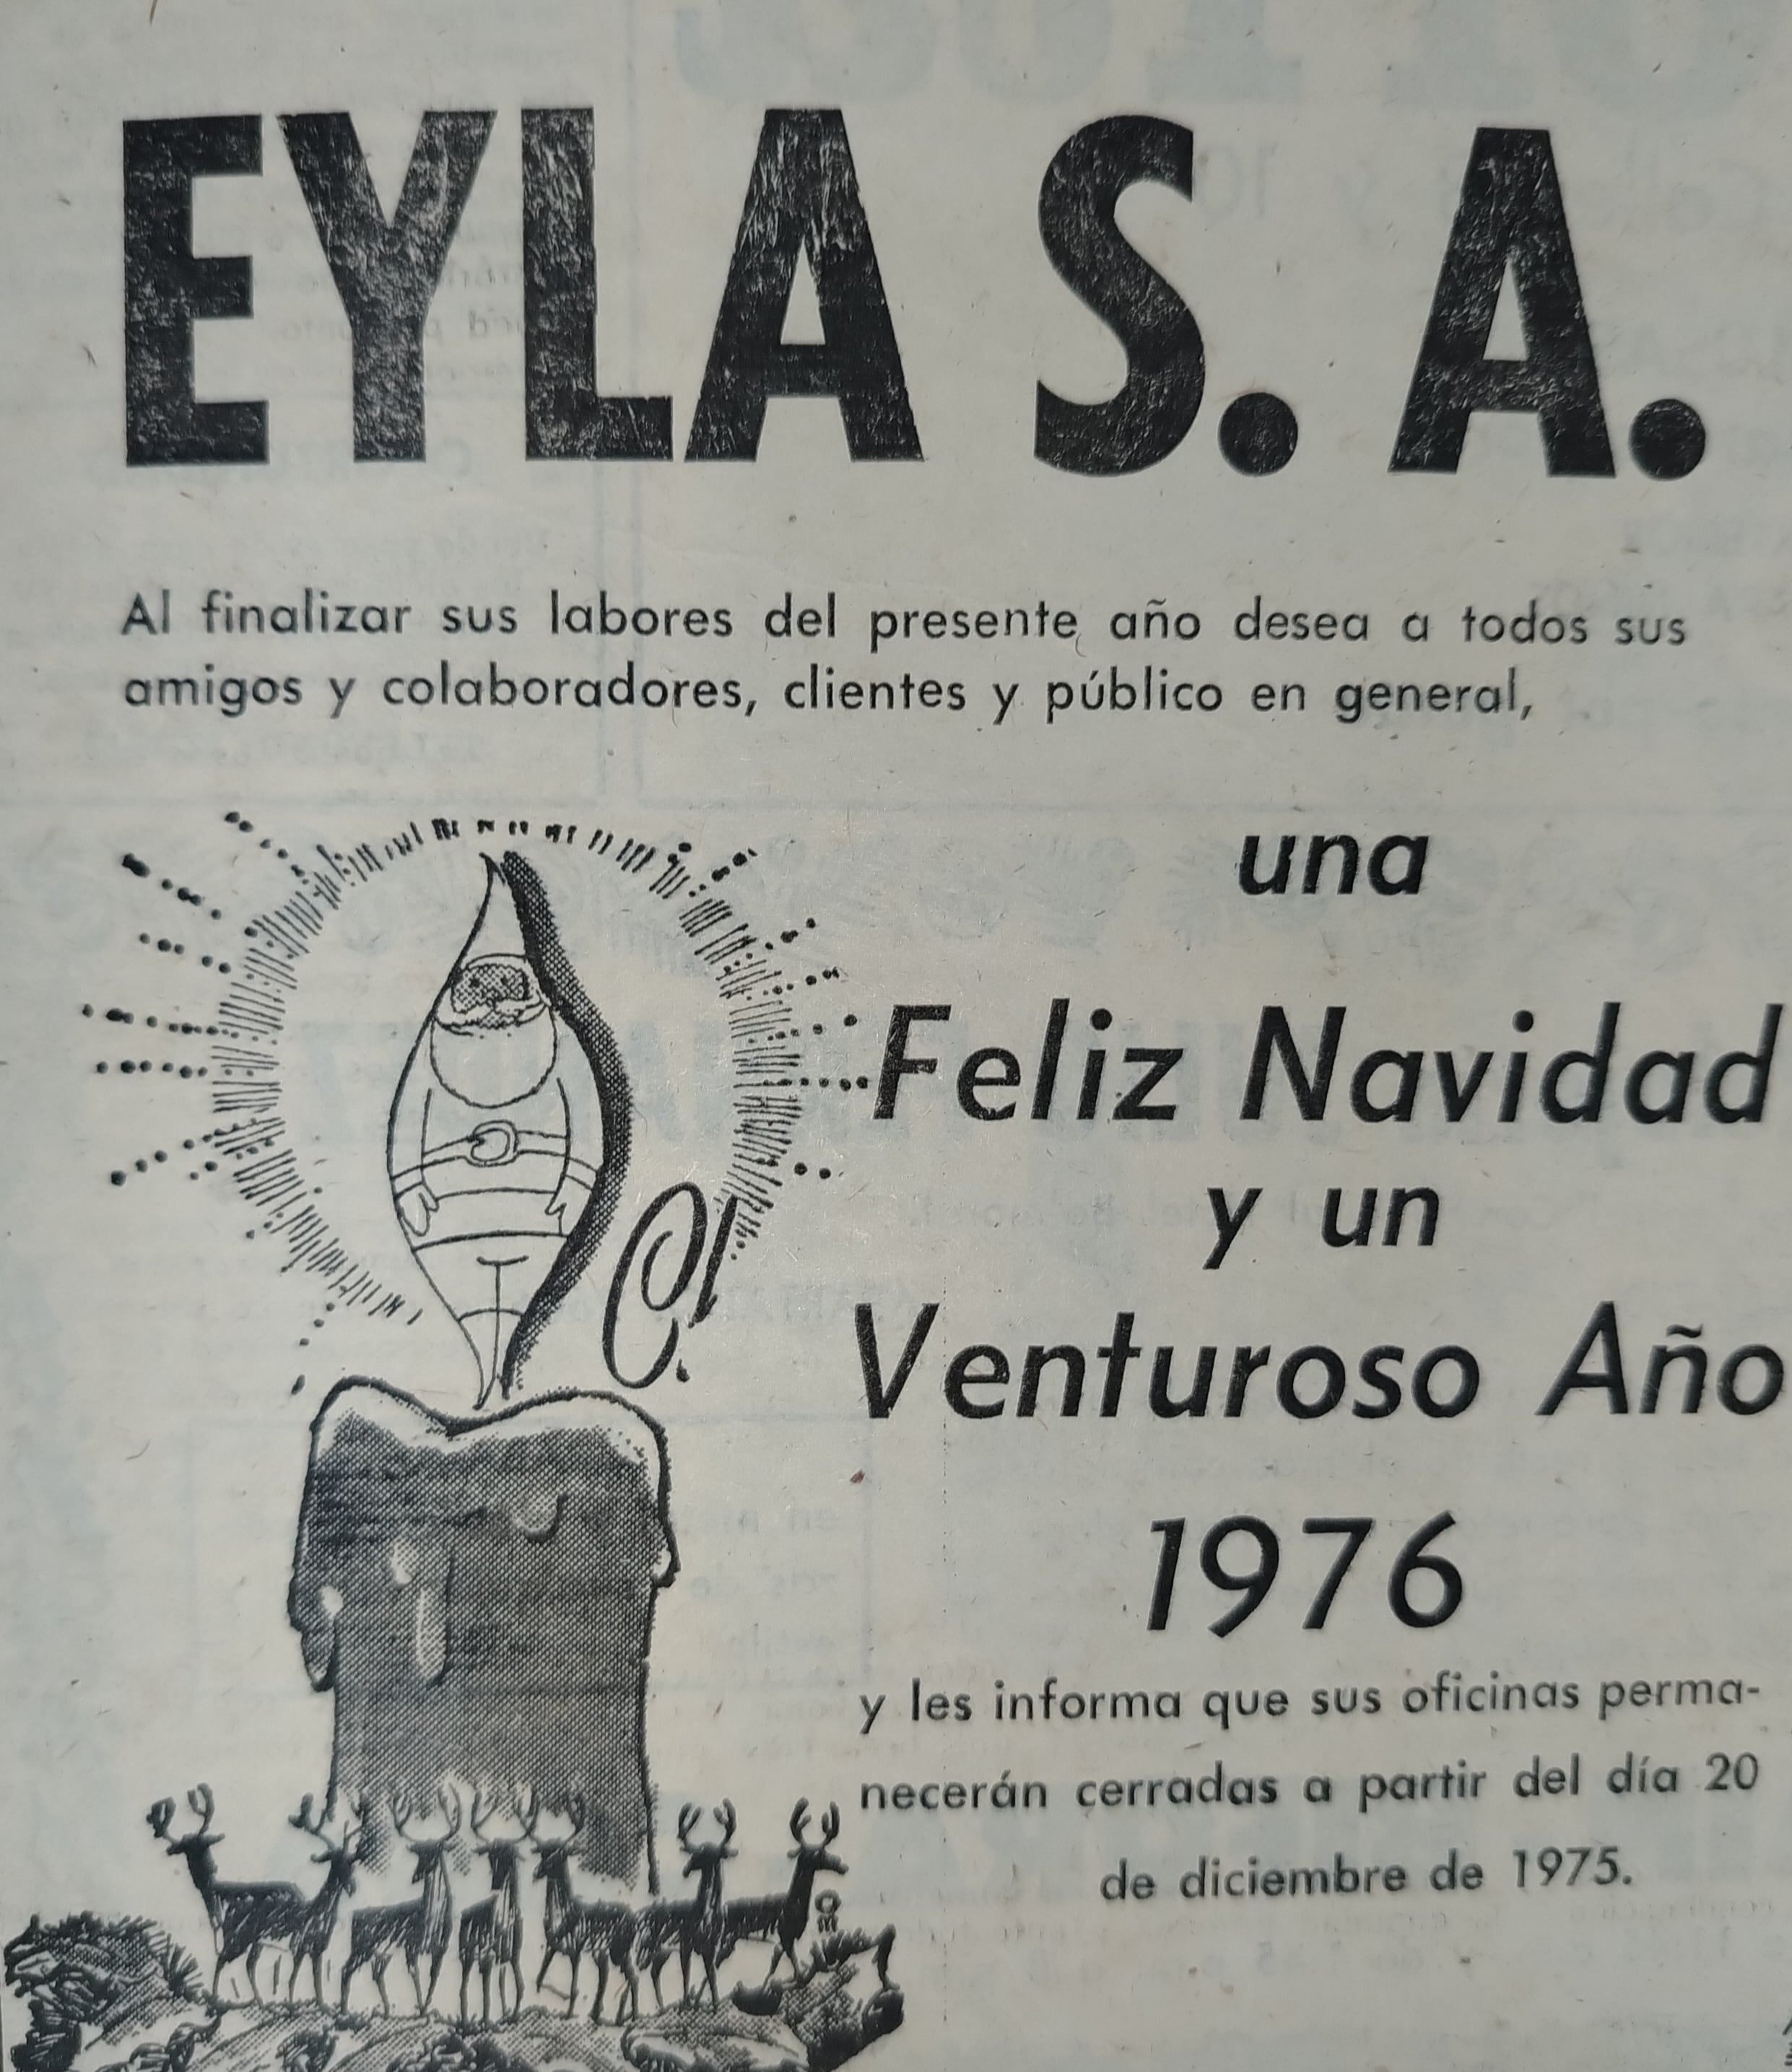 EYLA S. A.
Al finalizar sus labores del presente año desea a todos sus
amigos y colaboradores, clientes y público en general,
una
Feliz Navidad
y un
Venturoso Año
1976
y les informa que sus oficinas perma-
necerán cerradas a partir del día 20
de diciembre de 1975.